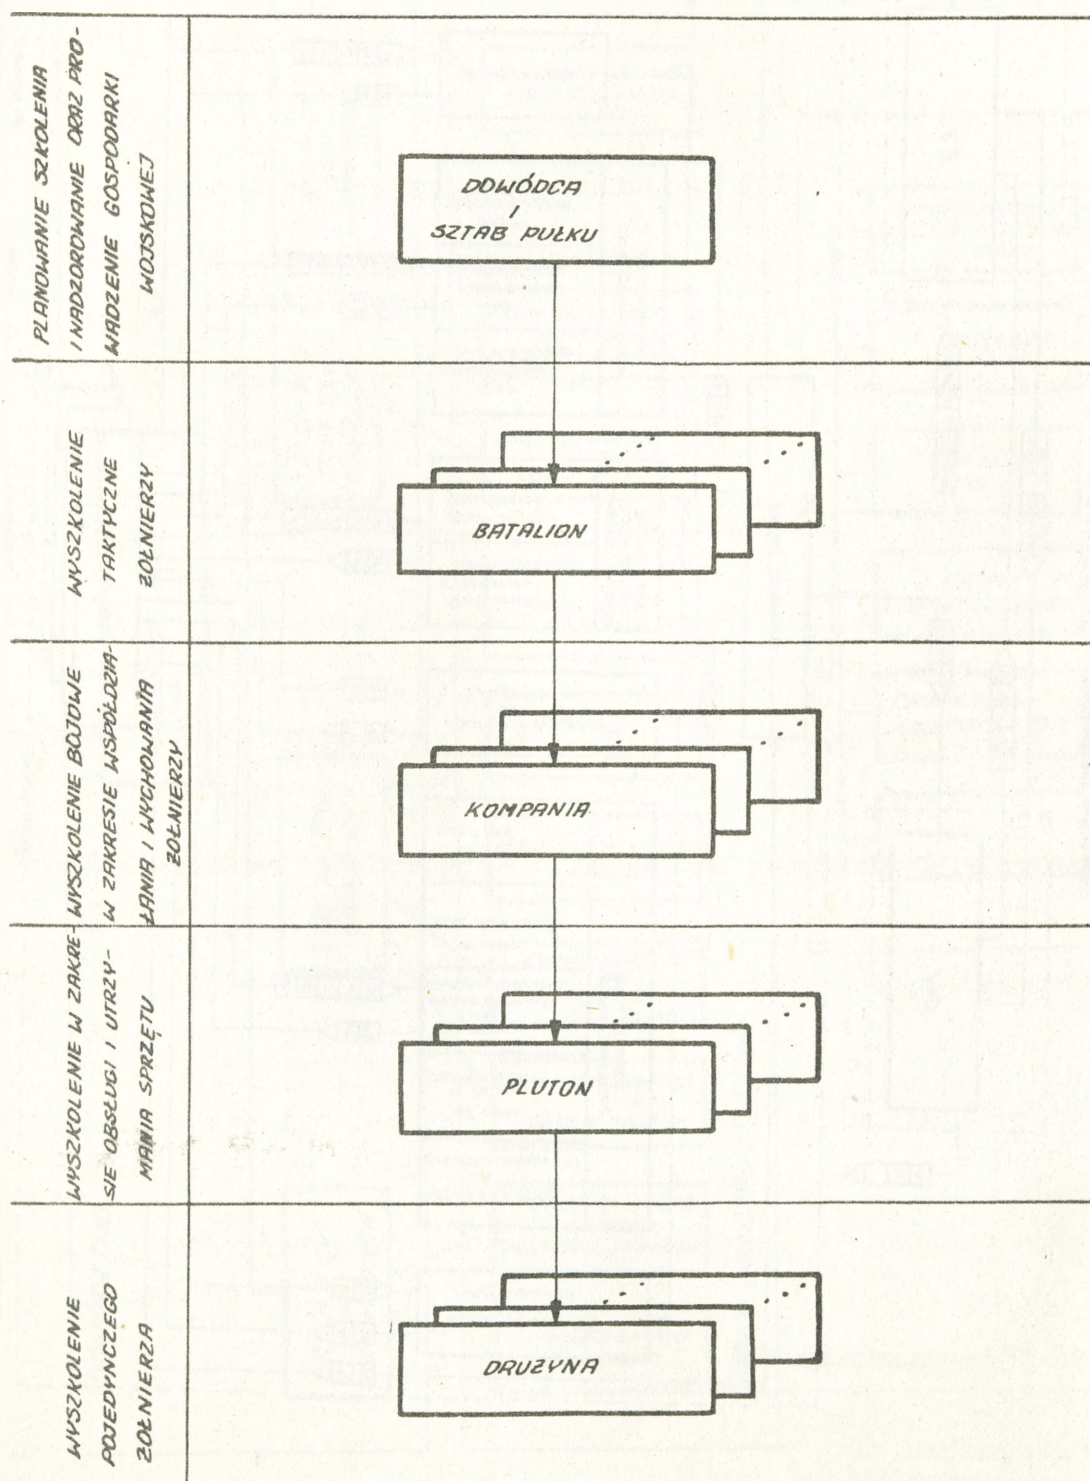 PLANOWANIE SZKOLENIA
I NADZOROWANIE ORAZ PRO-
WADZENIE GOSPODARKI
WOJSKOWEJ
DOWÓDCA
I
SZTAB PUŁKU
WYSZKOLENIE
TAKTYCZNE
ŻOŁNIERZY
BATALION
WYSZKOLENIE BOJOWE
W ZAKRESIE WSPÓŁDZIA-
ŁANIA I WYCHOWANIA
ŻOŁNIERZY
KOMPANIA
WYSZKOLENIE W ZAKRE-
SIE OBSŁUGI I UTRZY-
MANIA SPRZĘTU
PLUTON
WYSZKOLENIE
POJEDYNCZEGO
ŻOŁNIERZA
DRUŻYNA